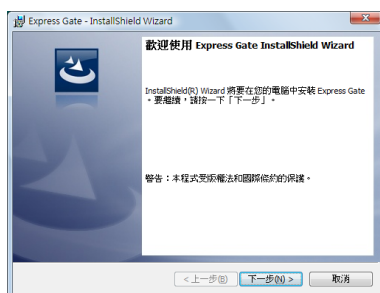 Express Gate - InstallShield Wizard
歡迎使用 Express Gate InstallShield Wizard
InstallShield(R) Wizard 將要在您的電腦中安裝 Express Gate
。要繼續，請按一下「下一步」。
警告：本程式受版權法和國際條約的保護。
<上一步(B) 下一步(N) > 取消